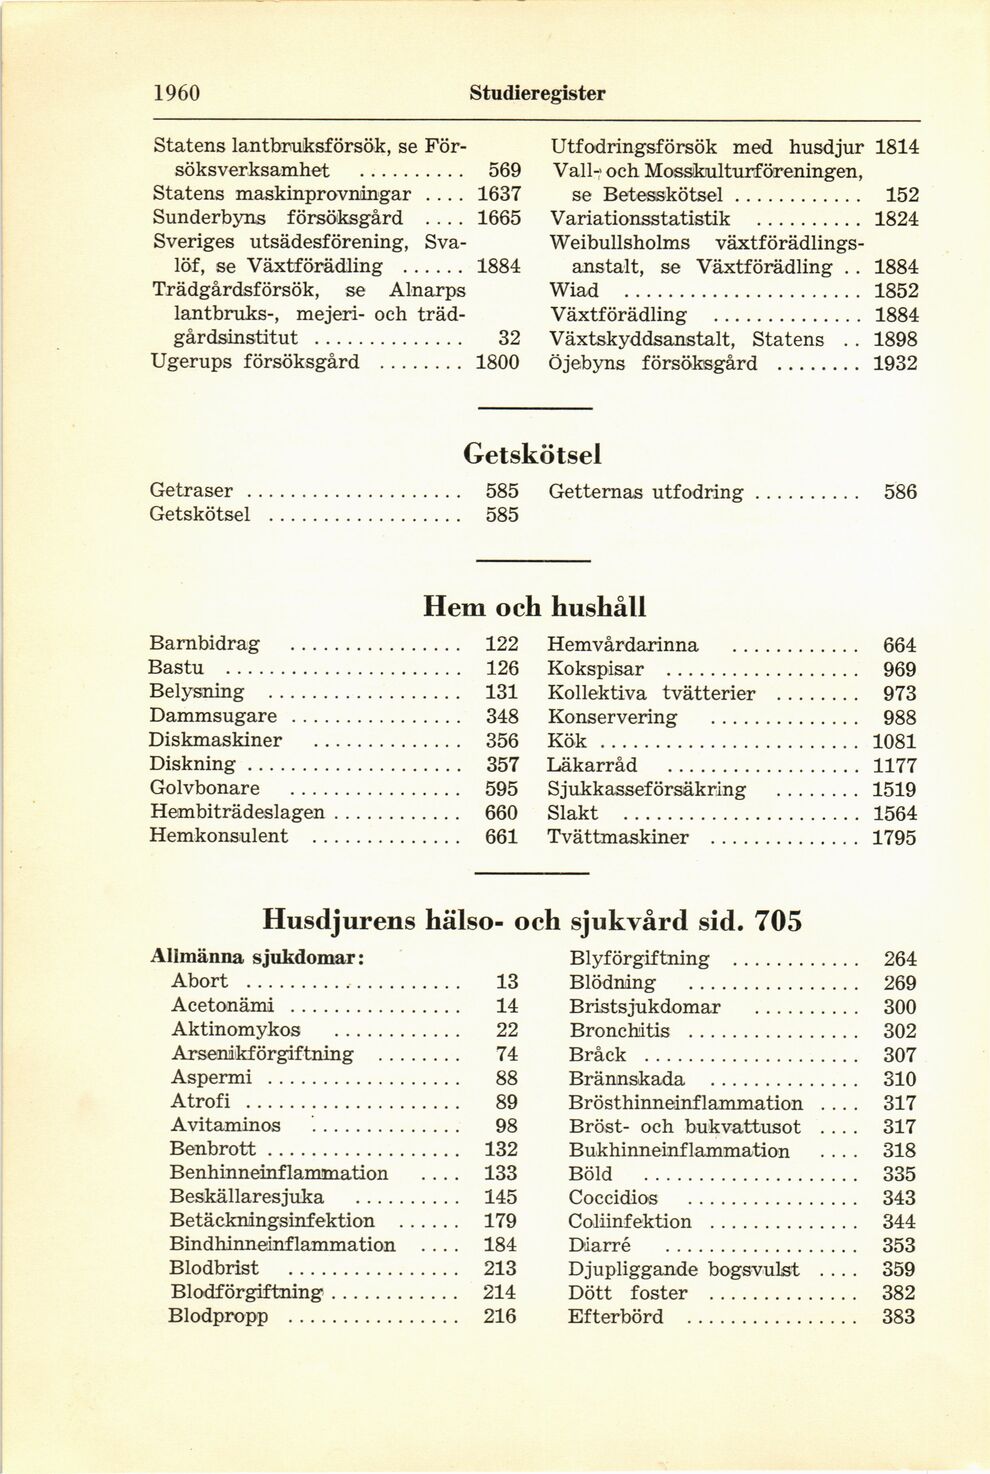 1960
Studieregister
Statens lantbruksförsök, se För-
söksverksamhet .......... 569
Statens maskinprovningar .... 1637
Sunderbyns försöksgård .... 1665
Sveriges utsädesförening, Sva-
löf, se Växtförädling ...... 1884
Trädgårdsförsök, se Alnarps
lantbruks-, mejeri- och träd-
gårdsinstitut .............. 32
Ugerups försöksgård ........ 1800
Utfodringsförsök med husdjur 1814
Vall- och Mosskulturföreningen,
se Betesskötsel ............ 152
Variationsstatistik .......... 1824
Weibullsholms växtförädlings-
anstalt, se Växtförädling .. 1884
Wiad ...................... 1852
Växtförädling .............. 1884
Växtskyddsanstalt, Statens .. 1898
Öjebyns försöksgård ........ 1932
Getskötsel
Getraser .................... 585
Getskötsel .................. 585
Getternas utfodring .......... 586
Hem och hushåll
Barnbidrag ................ 122
Bastu ...................... 126
Belysning .................. 131
Dammsugare ................ 348
Diskmaskiner .............. 356
Diskning .................... 357
Golvbonare ................ 595
Hembiträdeslagen ............ 660
Hemkonsulent .............. 661
Hemvårdarinna ............ 664
Kokspisar .................. 969
Kollektiva tvätterier ........ 973
Konservering .............. 988
Kök ........................ 1081
Läkarråd .................. 1177
Sjukkasseförsäkring ........ 1519
Slakt ...................... 1564
Tvättmaskiner .............. 1795
Husdjurens hälso- och sjukvård sid. 705
Allmänna sjukdomar:
Abort .................... 13
Acetonämi ................ 14
Aktinomykos ............ 22
Arsenikförgiftning ........ 74
Aspermi .................. 88
Atrofi .................... 89
Avitaminos .............. 98
Benbrott .................. 132
Benhinneinflammation .... 133
Beskällaresjuka .......... 145
Betäckningsinfektion ...... 179
Bindhinneinflammation .... 184
Blodbrist ................ 213
Blodförgiftning ............ 214
Blodpropp ................ 216
Blyförgiftning ............ 264
Blödning ................ 269
Bristsjukdomar .......... 300
Bronchitis ................ 302
Bråck .................... 307
Brännskada .............. 310
Brösthinneinflammation .... 317
Bröst- och bukvattusot .... 317
Bukhinneinflammation .... 318
Böld .................... 335
Coccidios ................ 343
Coliinfektion .............. 344
Diarré .................. 353
Djupliggande bogsvulst .... 359
Dött foster .............. 382
Efterbörd ................ 383